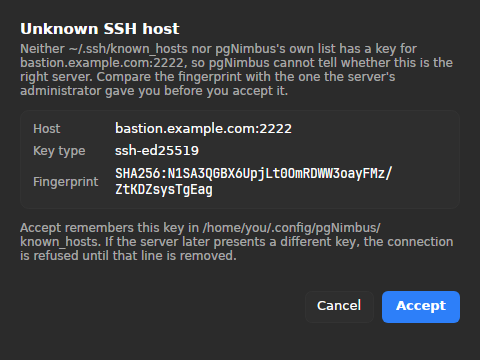 Unknown SSH host
Neither ~/.ssh/known_hosts nor pgNimbus's own list has a key for
bastion.example.com:2222, so pgNimbus cannot tell whether this is the
right server. Compare the fingerprint with the one the server's
administrator gave you before you accept it.
Host bastion.example.com:2222
Key type ssh-ed25519
Fingerprint SHA256:N1SA3QGBX6UpjLt0OmRDWW3oayFMz/
ZtKDZsysTgEag
Accept remembers this key in /home/you/.config/pgNimbus/
known_hosts. If the server later presents a different key, the connection
is refused until that line is removed.
Cancel Accept